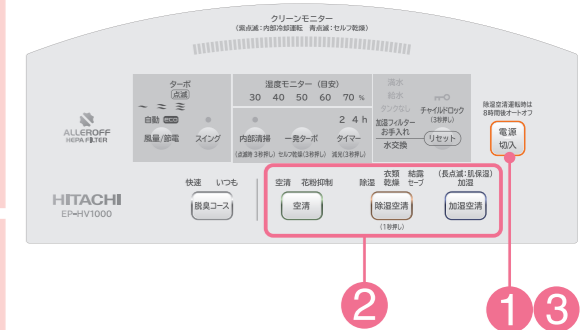 クリーンモニター
(橙点滅:内部冷却運転 青点滅:セルフ乾燥)
ターボ
点滅
自動 eco
風量/節電 スイング
湿度モニター (目安)
30 40 50 60 70 %
2 4 h
内部清掃 一発ターボ タイマー
(点滅時3秒押し) セルフ乾燥(3秒押し) 減光(3秒押し)
満水
給水
タンクなし
加湿フィルター
お手入れ
水交換
チャイルドロック
(3秒押し)
リセット
除湿空清運転時は
8時間後オートオフ
電源
切/入
ALLEROFF
HEPA FILTER
HITACHI
EP-HV1000
快速 いつも
脱臭コース
空清 花粉抑制
空清
除湿 衣類乾燥 結露セーブ
除湿空清
(1秒押し)
(長点滅:肌保湿)
加湿
加湿空清
2
1 3